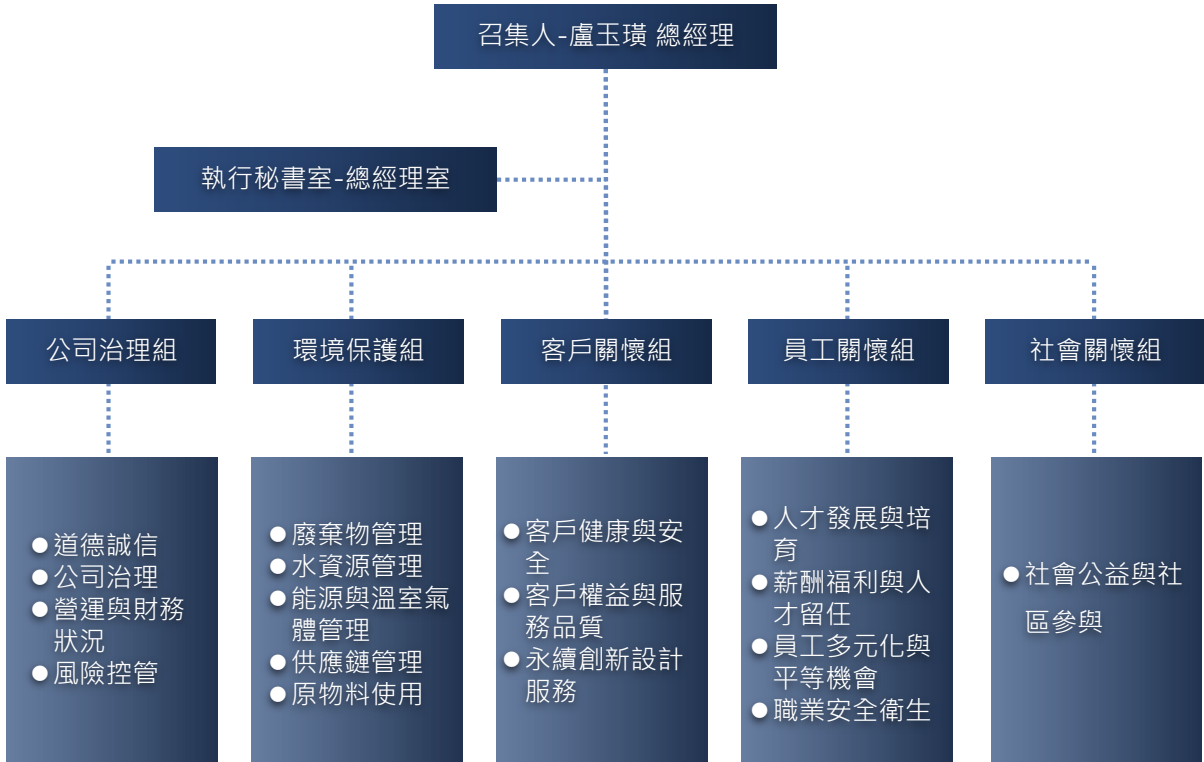 召集人-盧玉璜 總經理
執行秘書室-總經理室
公司治理組
環境保護組
客戶關懷組
員工關懷組
社會關懷組
●道德誠信
●公司治理
●營運與財務
狀況
●風險控管
●廢棄物管理
●水資源管理
●能源與溫室氣
體管理
●供應鏈管理
●原物料使用
●客戶健康與安
全
●客戶權益與服
務品質
●永續創新設計
服務
●人才發展與培
育
●薪酬福利與人
才留任
●員工多元化與
平等機會
●職業安全衛生
●社會公益與社
區參與